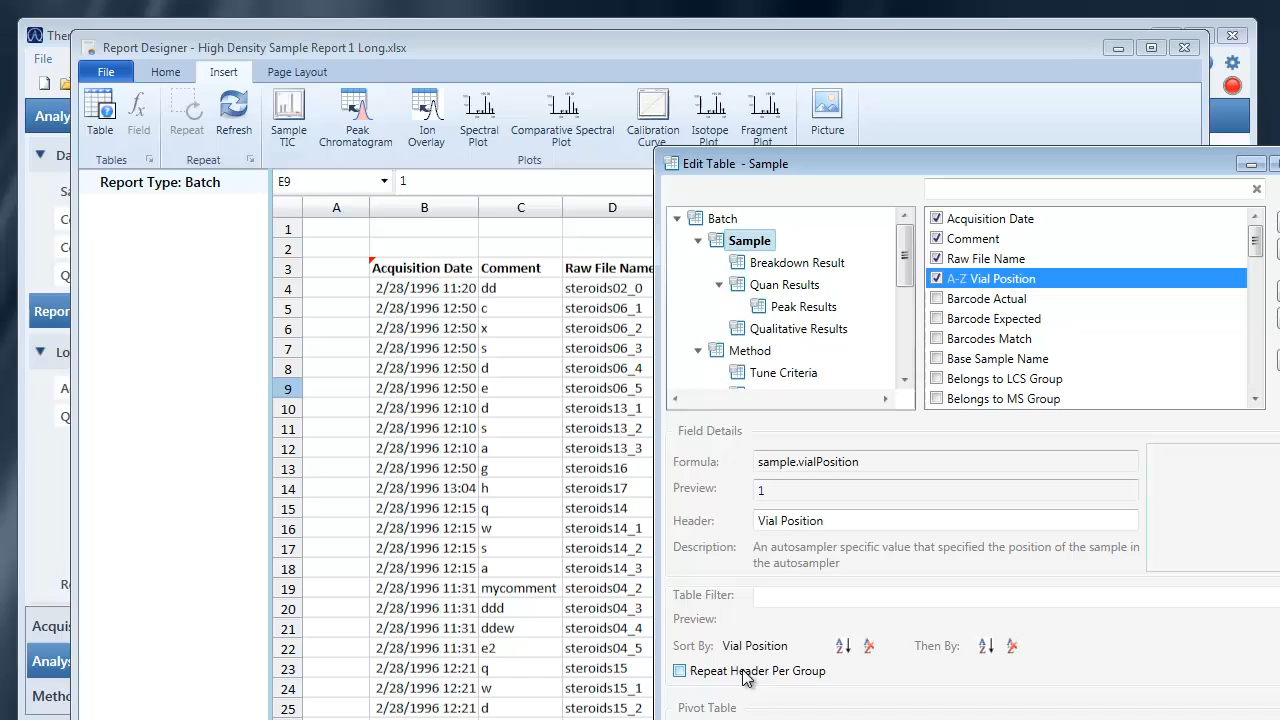 Ther
File
Analy
Da
Sa
Co
Co
Q
Repor
Lo
A
Q
Re
Acquis
Analys
Metho
Report Designer - High Density Sample Report 1 Long.xlsx
File Home Insert Page Layout
Table Field Repeat Refresh Sample TIC Peak Chromatogram Ion Overlay Spectral Plot Comparative Spectral Plot Calibration Curve Isotope Plot Fragment Plot Picture
Tables Repeat Plots
Report Type: Batch
E9 1
A B C D
1
2
3 Acquisition Date Comment Raw File Name
4 2/28/1996 11:20 dd steroids02_0
5 2/28/1996 12:50 c steroids06_1
6 2/28/1996 12:50 x steroids06_2
7 2/28/1996 12:50 s steroids06_3
8 2/28/1996 12:50 d steroids06_4
9 2/28/1996 12:50 e steroids06_5
10 2/28/1996 12:10 d steroids13_1
11 2/28/1996 12:10 s steroids13_2
12 2/28/1996 12:10 a steroids13_3
13 2/28/1996 12:50 g steroids16
14 2/28/1996 13:04 h steroids17
15 2/28/1996 12:15 q steroids14
16 2/28/1996 12:15 w steroids14_1
17 2/28/1996 12:15 s steroids14_2
18 2/28/1996 12:15 a steroids14_3
19 2/28/1996 11:31 mycomment steroids04_2
20 2/28/1996 11:31 ddd steroids04_3
21 2/28/1996 11:31 ddew steroids04_4
22 2/28/1996 11:31 e2 steroids04_5
23 2/28/1996 12:21 q steroids15
24 2/28/1996 12:21 w steroids15_1
25 2/28/1996 12:21 d steroids15_2
Edit Table - Sample
Batch
Sample
Breakdown Result
Quan Results
Peak Results
Qualitative Results
Method
Tune Criteria
Acquisition Date
Comment
Raw File Name
A-Z Vial Position
Barcode Actual
Barcode Expected
Barcodes Match
Base Sample Name
Belongs to LCS Group
Belongs to MS Group
Field Details
Formula: sample.vialPosition
Preview: 1
Header: Vial Position
Description: An autosampler specific value that specified the position of the sample in
the autosampler
Table Filter:
Preview:
Sort By: Vial Position Then By:
Repeat Header Per Group
Pivot Table